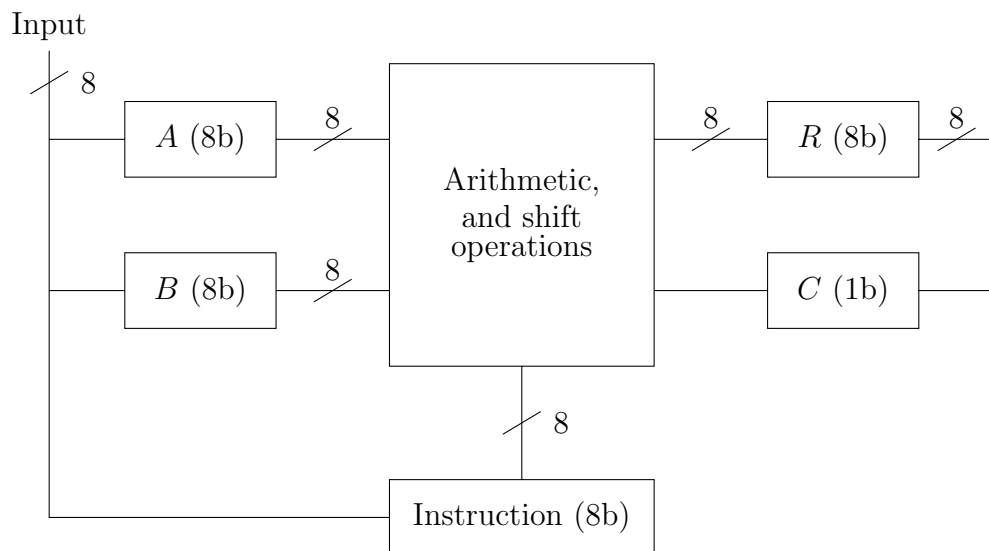 Input
8
A (8b)
8
B (8b)
8
Arithmetic,
and shift
operations
8
R (8b)
8
C (1b)
8
Instruction (8b)